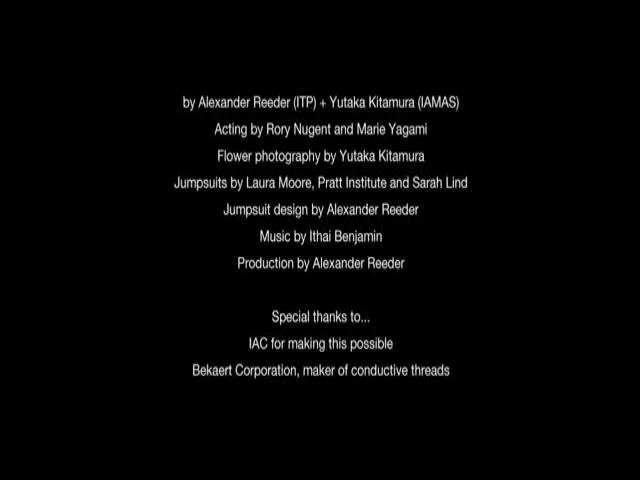 by Alexander Reeder (ITP) + Yutaka Kitamura (IAMAS)
Acting by Rory Nugent and Marie Yagami
Flower photography by Yutaka Kitamura
Jumpsuits by Laura Moore, Pratt Institute and Sarah Lind
Jumpsuit design by Alexander Reeder
Music by Ithai Benjamin
Production by Alexander Reeder
Special thanks to...
IAC for making this possible
Bekaert Corporation, maker of conductive threads